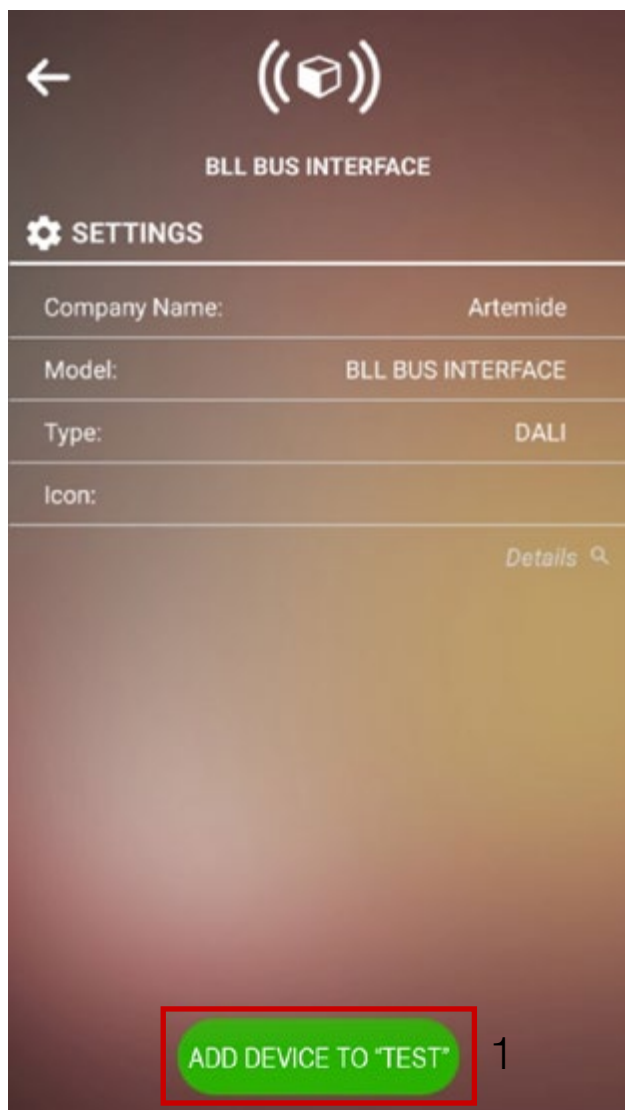 BLL BUS INTERFACE
SETTINGS
Company Name: Artemide
Model: BLL BUS INTERFACE
Type: DALI
Icon:
Details
ADD DEVICE TO “TEST”
1